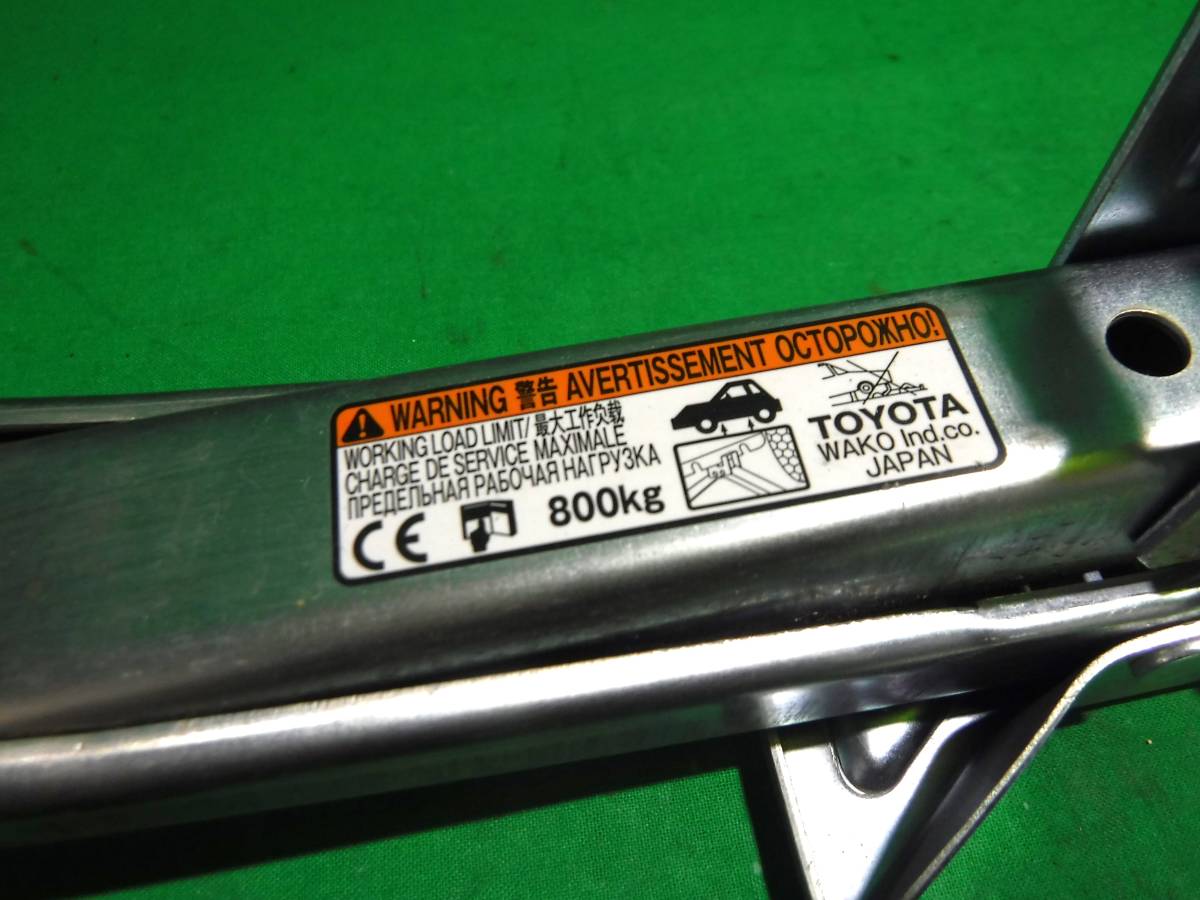 WARNING 警告 AVERTISSEMENT ОСТОРОЖНО!
WORKING LOAD LIMIT/ 最大工作负载
CHARGE DE SERVICE MAXIMALE
ПРЕДЕЛЬНАЯ РАБОЧАЯ НАГРУЗКА
CE
800kg
TOYOTA
WAKO Ind.co.
JAPAN